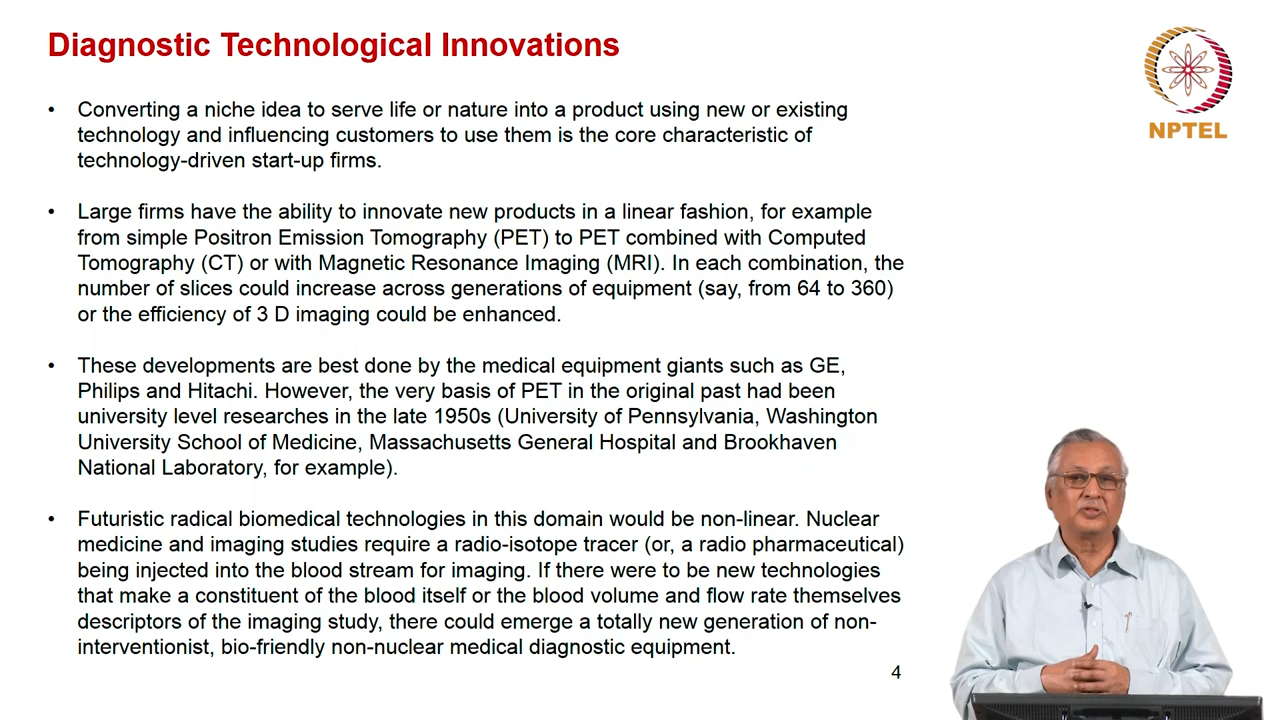 Diagnostic Technological Innovations
• Converting a niche idea to serve life or nature into a product using new or existing
technology and influencing customers to use them is the core characteristic of
technology-driven start-up firms.
• Large firms have the ability to innovate new products in a linear fashion, for example
from simple Positron Emission Tomography (PET) to PET combined with Computed
Tomography (CT) or with Magnetic Resonance Imaging (MRI). In each combination, the
number of slices could increase across generations of equipment (say, from 64 to 360)
or the efficiency of 3 D imaging could be enhanced.
• These developments are best done by the medical equipment giants such as GE,
Philips and Hitachi. However, the very basis of PET in the original past had been
university level researches in the late 1950s (University of Pennsylvania, Washington
University School of Medicine, Massachusetts General Hospital and Brookhaven
National Laboratory, for example).
• Futuristic radical biomedical technologies in this domain would be non-linear. Nuclear
medicine and imaging studies require a radio-isotope tracer (or, a radio pharmaceutical)
being injected into the blood stream for imaging. If there were to be new technologies
that make a constituent of the blood itself or the blood volume and flow rate themselves
descriptors of the imaging study, there could emerge a totally new generation of non-
interventionist, bio-friendly non-nuclear medical diagnostic equipment.
4
NPTEL